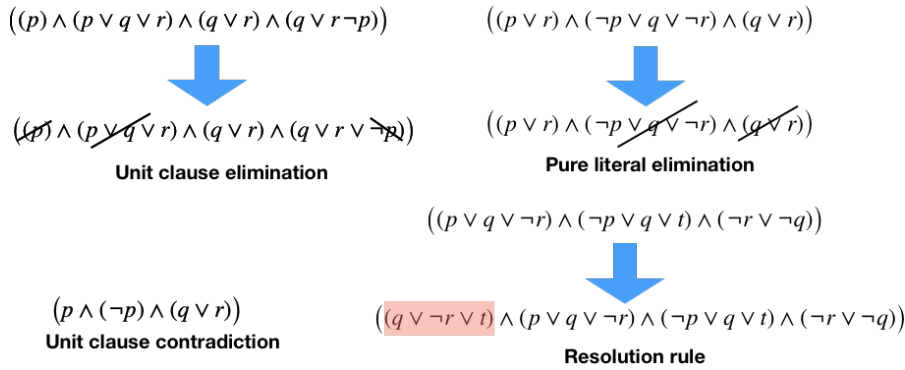 ((p) ∧ (p ∨ q ∨ r) ∧ (q ∨ r) ∧ (q ∨ r ¬p))
((p) ∧ (p ∨ q ∨ r) ∧ (q ∨ r) ∧ (q ∨ r ∨ ¬p))
Unit clause elimination
((p ∨ r) ∧ (¬p ∨ q ∨ ¬r) ∧ (q ∨ r))
((p ∨ r) ∧ (¬p ∨ q ∨ ¬r) ∧ (q ∨ r))
Pure literal elimination
(p ∧ (¬p) ∧ (q ∨ r))
Unit clause contradiction
((p ∨ q ∨ ¬r) ∧ (¬p ∨ q ∨ t) ∧ (¬r ∨ ¬q))
((q ∨ ¬r ∨ t) ∧ (p ∨ q ∨ ¬r) ∧ (¬p ∨ q ∨ t) ∧ (¬r ∨ ¬q))
Resolution rule